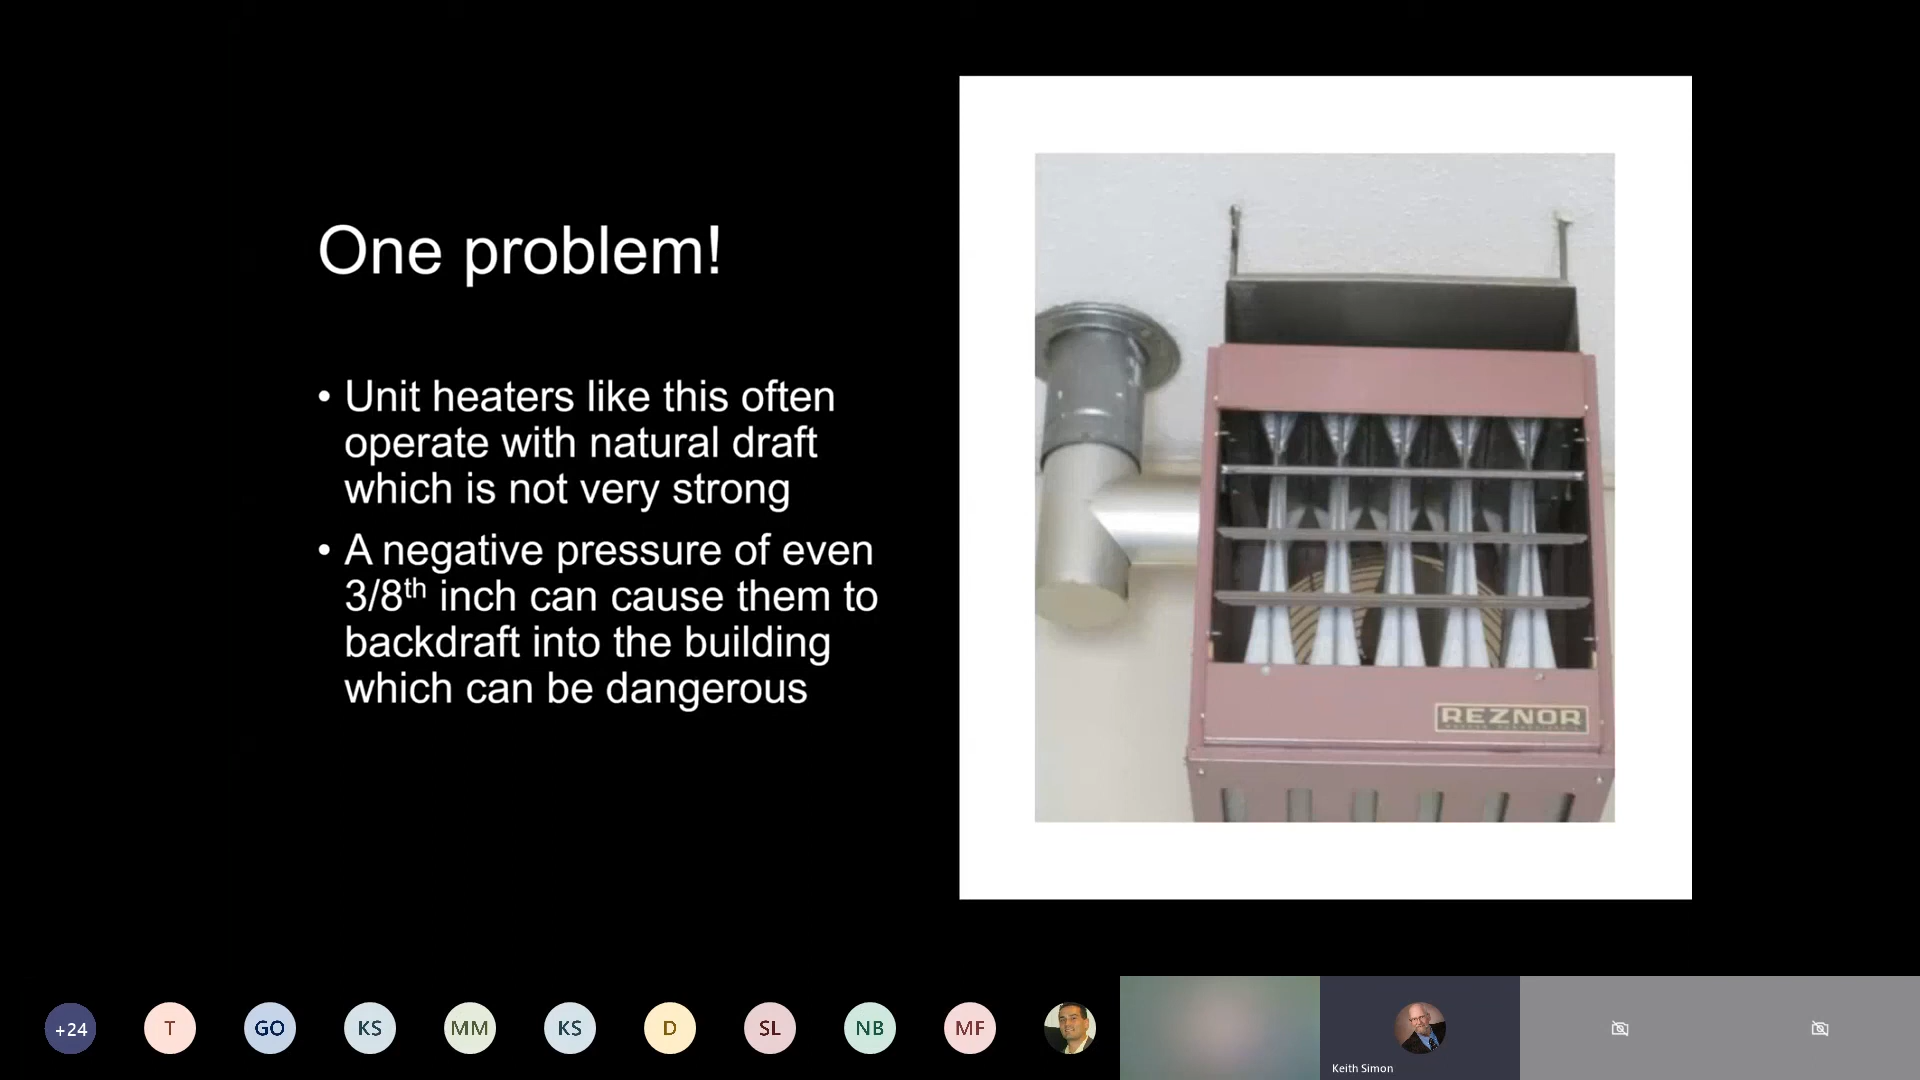 One problem!
• Unit heaters like this often
operate with natural draft
which is not very strong
• A negative pressure of even
3/8th inch can cause them to
backdraft into the building
which can be dangerous
REZNOR
+24
T
GO
KS
MM
KS
D
SL
NB
MF
Keith Simon